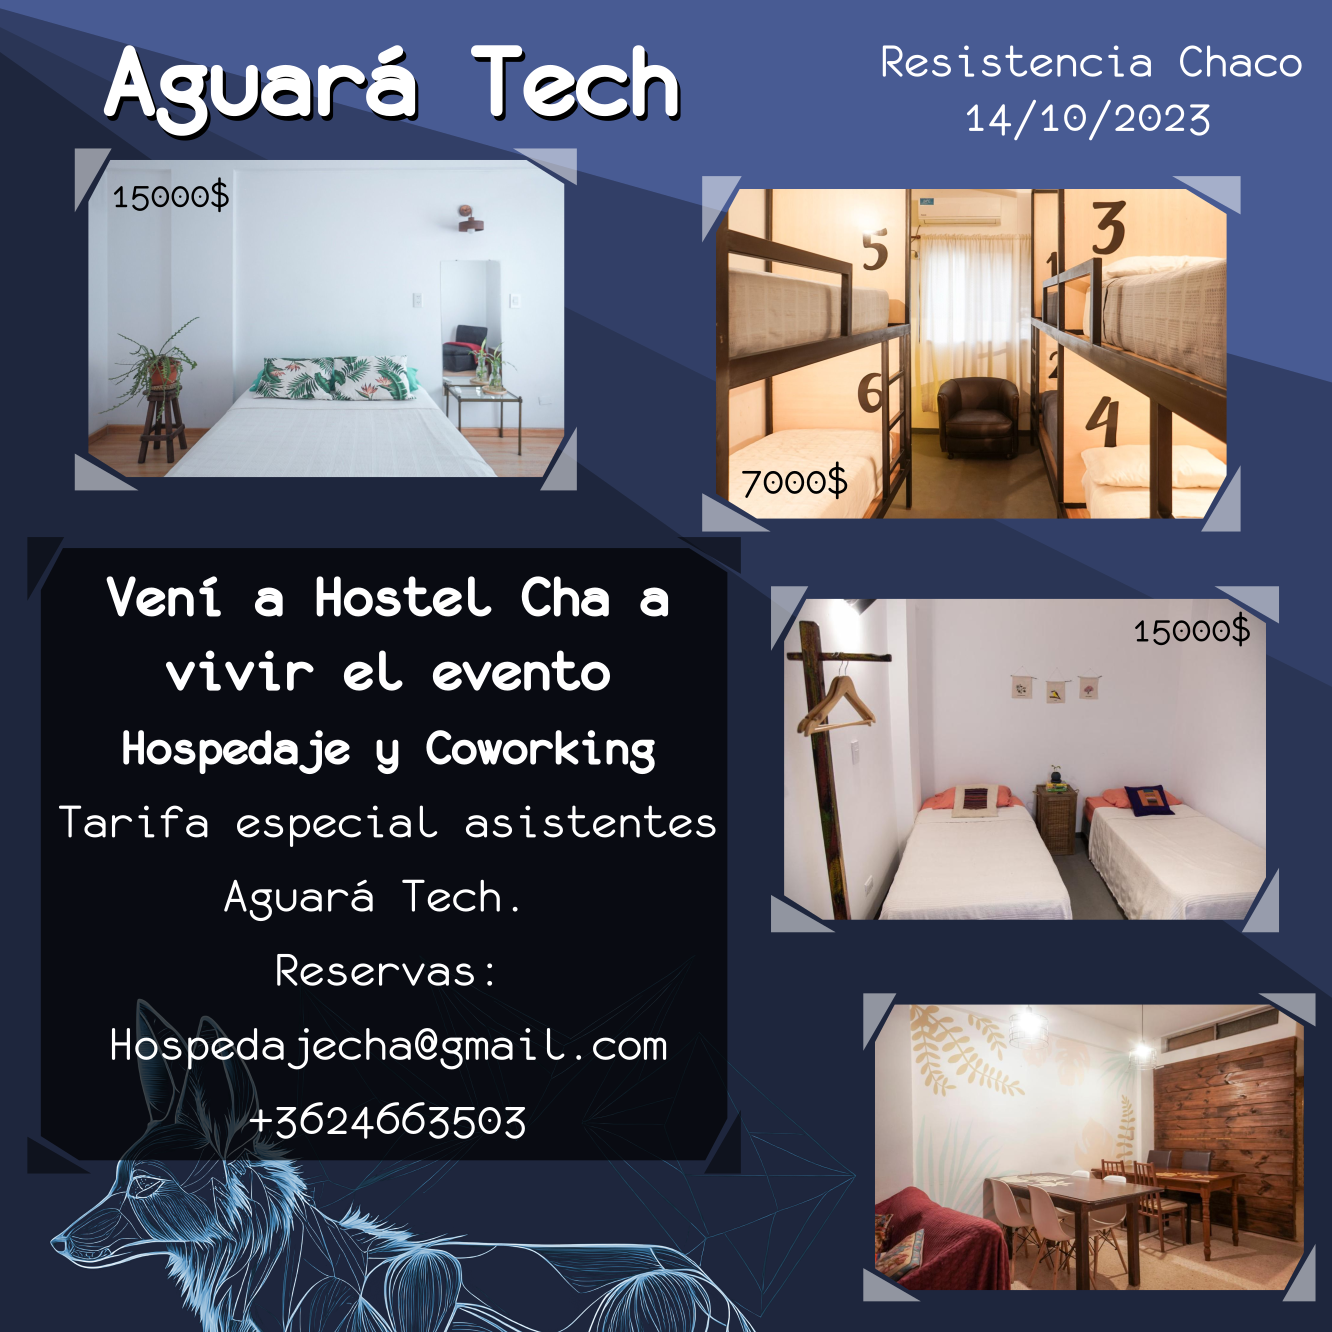 Aguará Tech
Resistencia Chaco
14/10/2023
15000$
5
3
1
2
6
4
7000$
Vení a Hostel Cha a
vivir el evento
Hospedaje y Coworking
Tarifa especial asistentes
Aguará Tech.
Reservas:
Hospedajecha@gmail.com
+3624663503
15000$